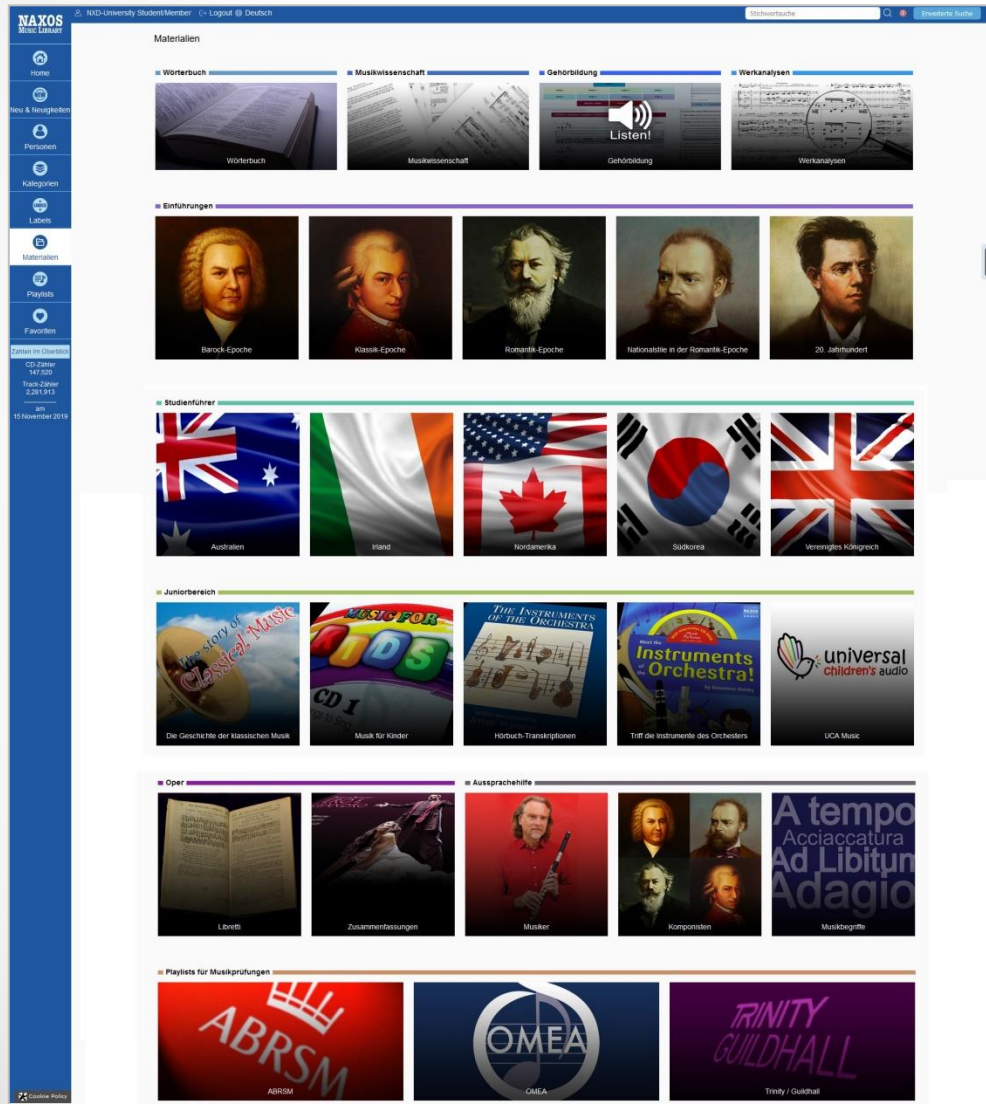 NAXOS
MUSIC LIBRARY
NXD-University Student/Member Logout Deutsch
Stichwortsuche
Erweiterte Suche
Home
Neu & Neuigkeiten
Personen
Kategorien
Labels
Materialien
Playlists
Favoriten
Zahlen im Überblick
CD-Zähler
147,520
Track-Zähler
2,281,913
am
15 November 2019
Cookie Policy
Materialien
Wörterbuch
Musikwissenschaft
Gehörbildung
Werkanalysen
Listen!
Wörterbuch
Musikwissenschaft
Gehörbildung
Werkanalysen
Einführungen
Barock-Epoche
Klassik-Epoche
Romantik-Epoche
Nationalstile in der Romantik-Epoche
20. Jahrhundert
Studienführer
Australien
Irland
Nordamerika
Südkorea
Vereinigtes Königreich
Juniorbereich
The story of
Classical Music
Die Geschichte der klassischen Musik
MUSIC FOR
KIDS
CD 1
Musik für Kinder
THE INSTRUMENTS
OF THE ORCHESTRA
Hörbuch-Transkriptionen
Meet the
Instruments
of the Orchestra!
Triff die Instrumente des Orchesters
universal
children's audio
UCA Music
Oper
Aussprachehilfe
Libretti
Zusammenfassungen
Musiker
Komponisten
A tempo
Acciaccatura
Ad Libitum
Adagio
Musikbegriffe
Playlists für Musikprüfungen
ABRSM
ABRSM
OMEA
OMEA
TRINITY
GUILDHALL
Trinity / Guildhall